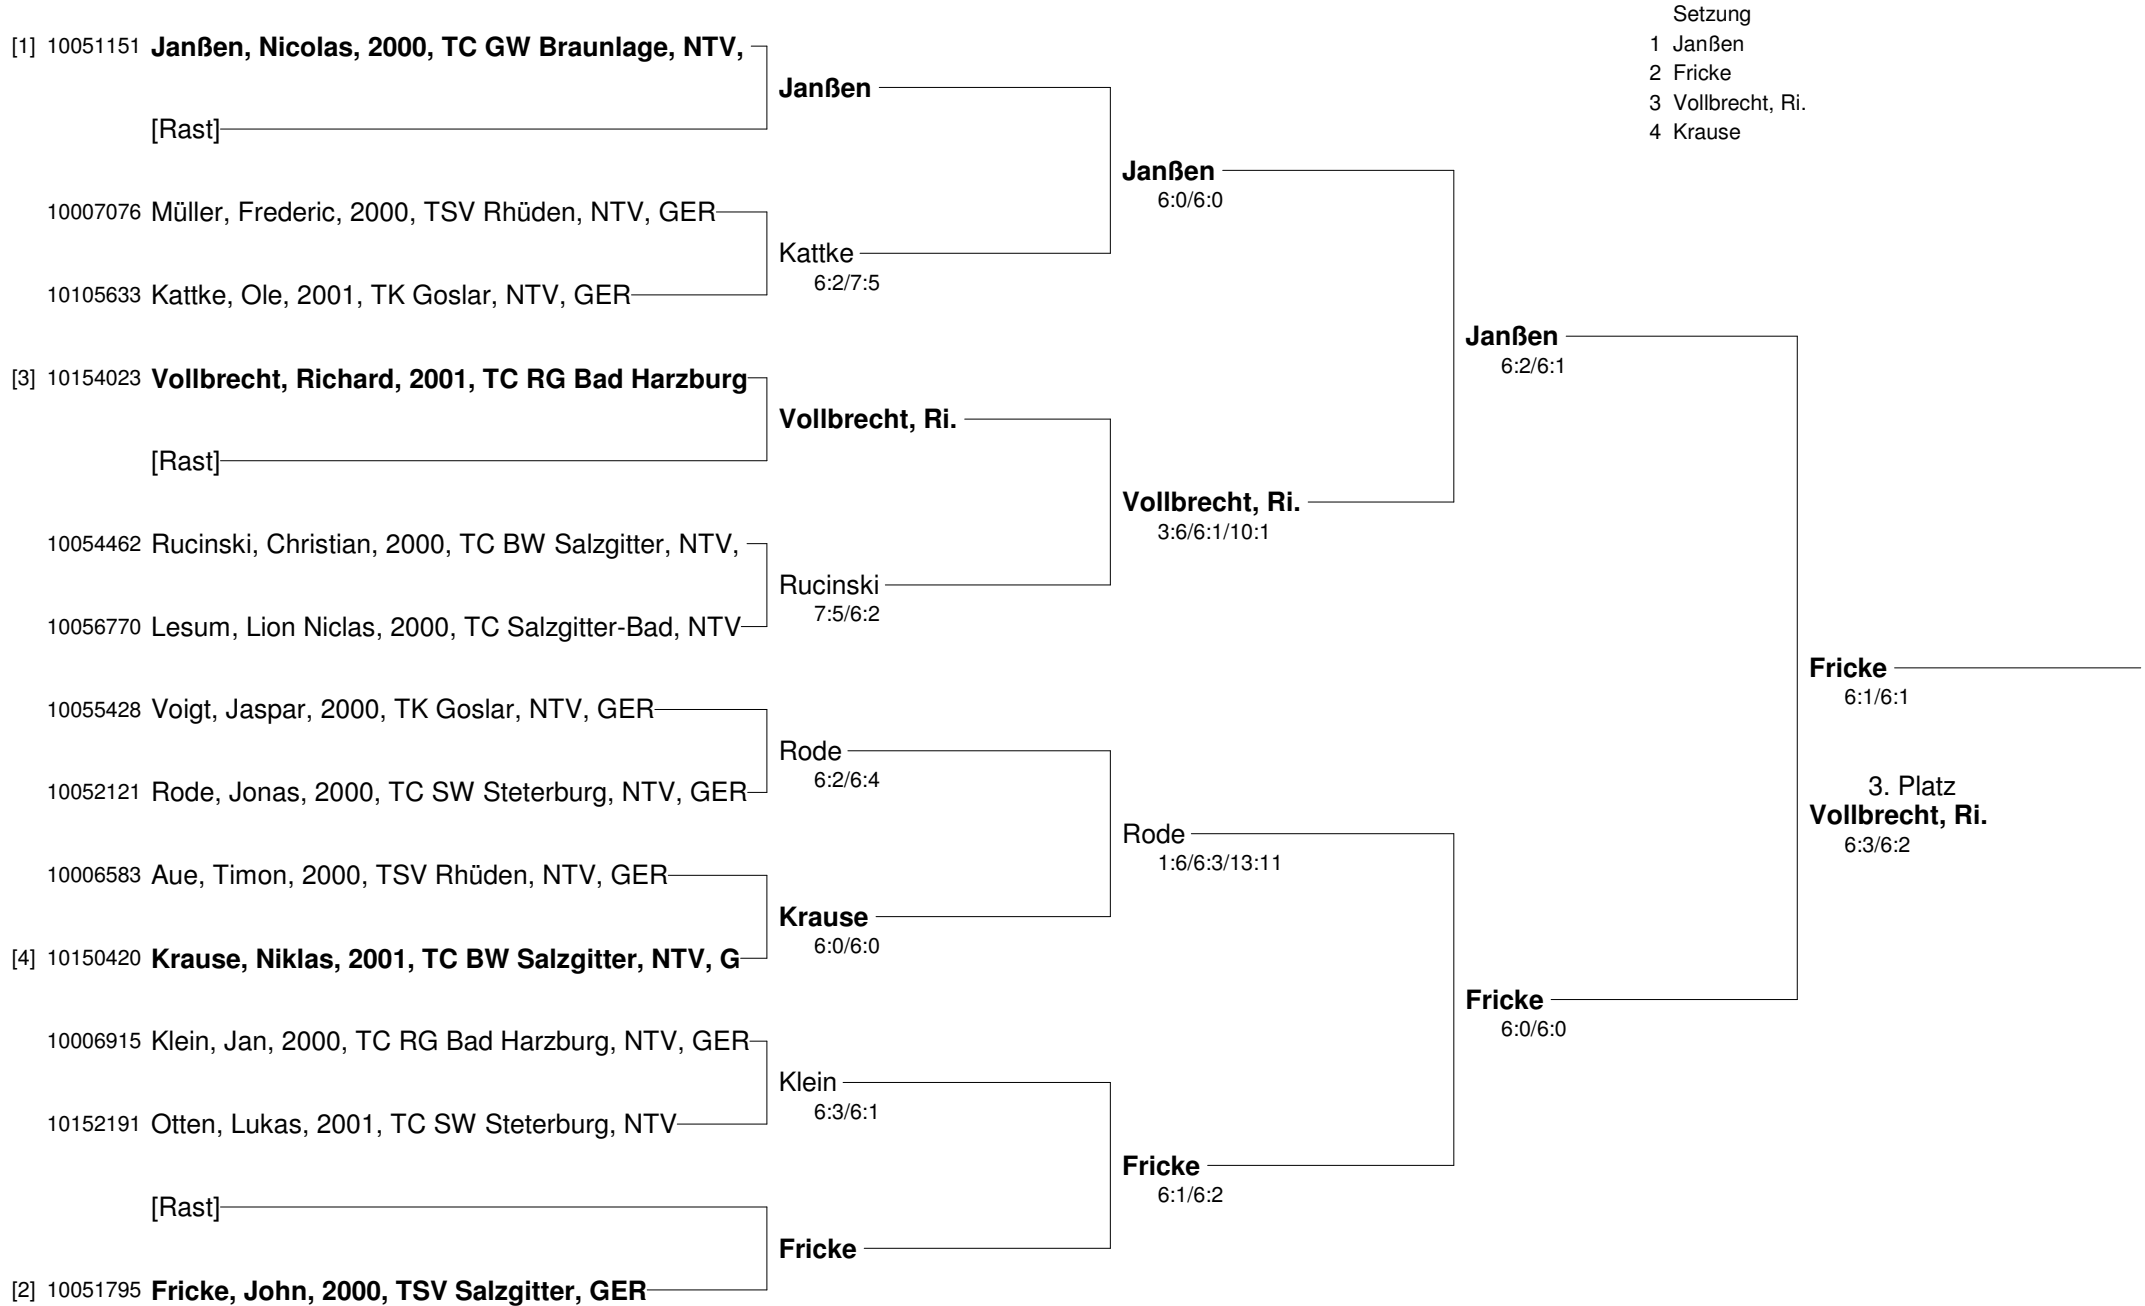 Setzung
1 Janßen
2 Fricke
3 Vollbrecht, Ri.
4 Krause
[1] 10051151 Janßen, Nicolas, 2000, TC GW Braunlage, NTV,
Janßen
[Rast]
Janßen
6:0/6:0
10007076 Müller, Frederic, 2000, TSV Rhüden, NTV, GER
Kattke
6:2/7:5
10105633 Kattke, Ole, 2001, TK Goslar, NTV, GER
Janßen
6:2/6:1
[3] 10154023 Vollbrecht, Richard, 2001, TC RG Bad Harzburg
Vollbrecht, Ri.
[Rast]
Vollbrecht, Ri.
3:6/6:1/10:1
10054462 Rucinski, Christian, 2000, TC BW Salzgitter, NTV,
Rucinski
7:5/6:2
10056770 Lesum, Lion Niclas, 2000, TC Salzgitter-Bad, NTV
Fricke
6:1/6:1
10055428 Voigt, Jaspar, 2000, TK Goslar, NTV, GER
Rode
6:2/6:4
10052121 Rode, Jonas, 2000, TC SW Steterburg, NTV, GER
3. Platz
Vollbrecht, Ri.
6:3/6:2
Rode
1:6/6:3/13:11
10006583 Aue, Timon, 2000, TSV Rhüden, NTV, GER
Krause
6:0/6:0
[4] 10150420 Krause, Niklas, 2001, TC BW Salzgitter, NTV, G
Fricke
6:0/6:0
10006915 Klein, Jan, 2000, TC RG Bad Harzburg, NTV, GER
Klein
6:3/6:1
10152191 Otten, Lukas, 2001, TC SW Steterburg, NTV
Fricke
6:1/6:2
[Rast]
Fricke
[2] 10051795 Fricke, John, 2000, TSV Salzgitter, GER